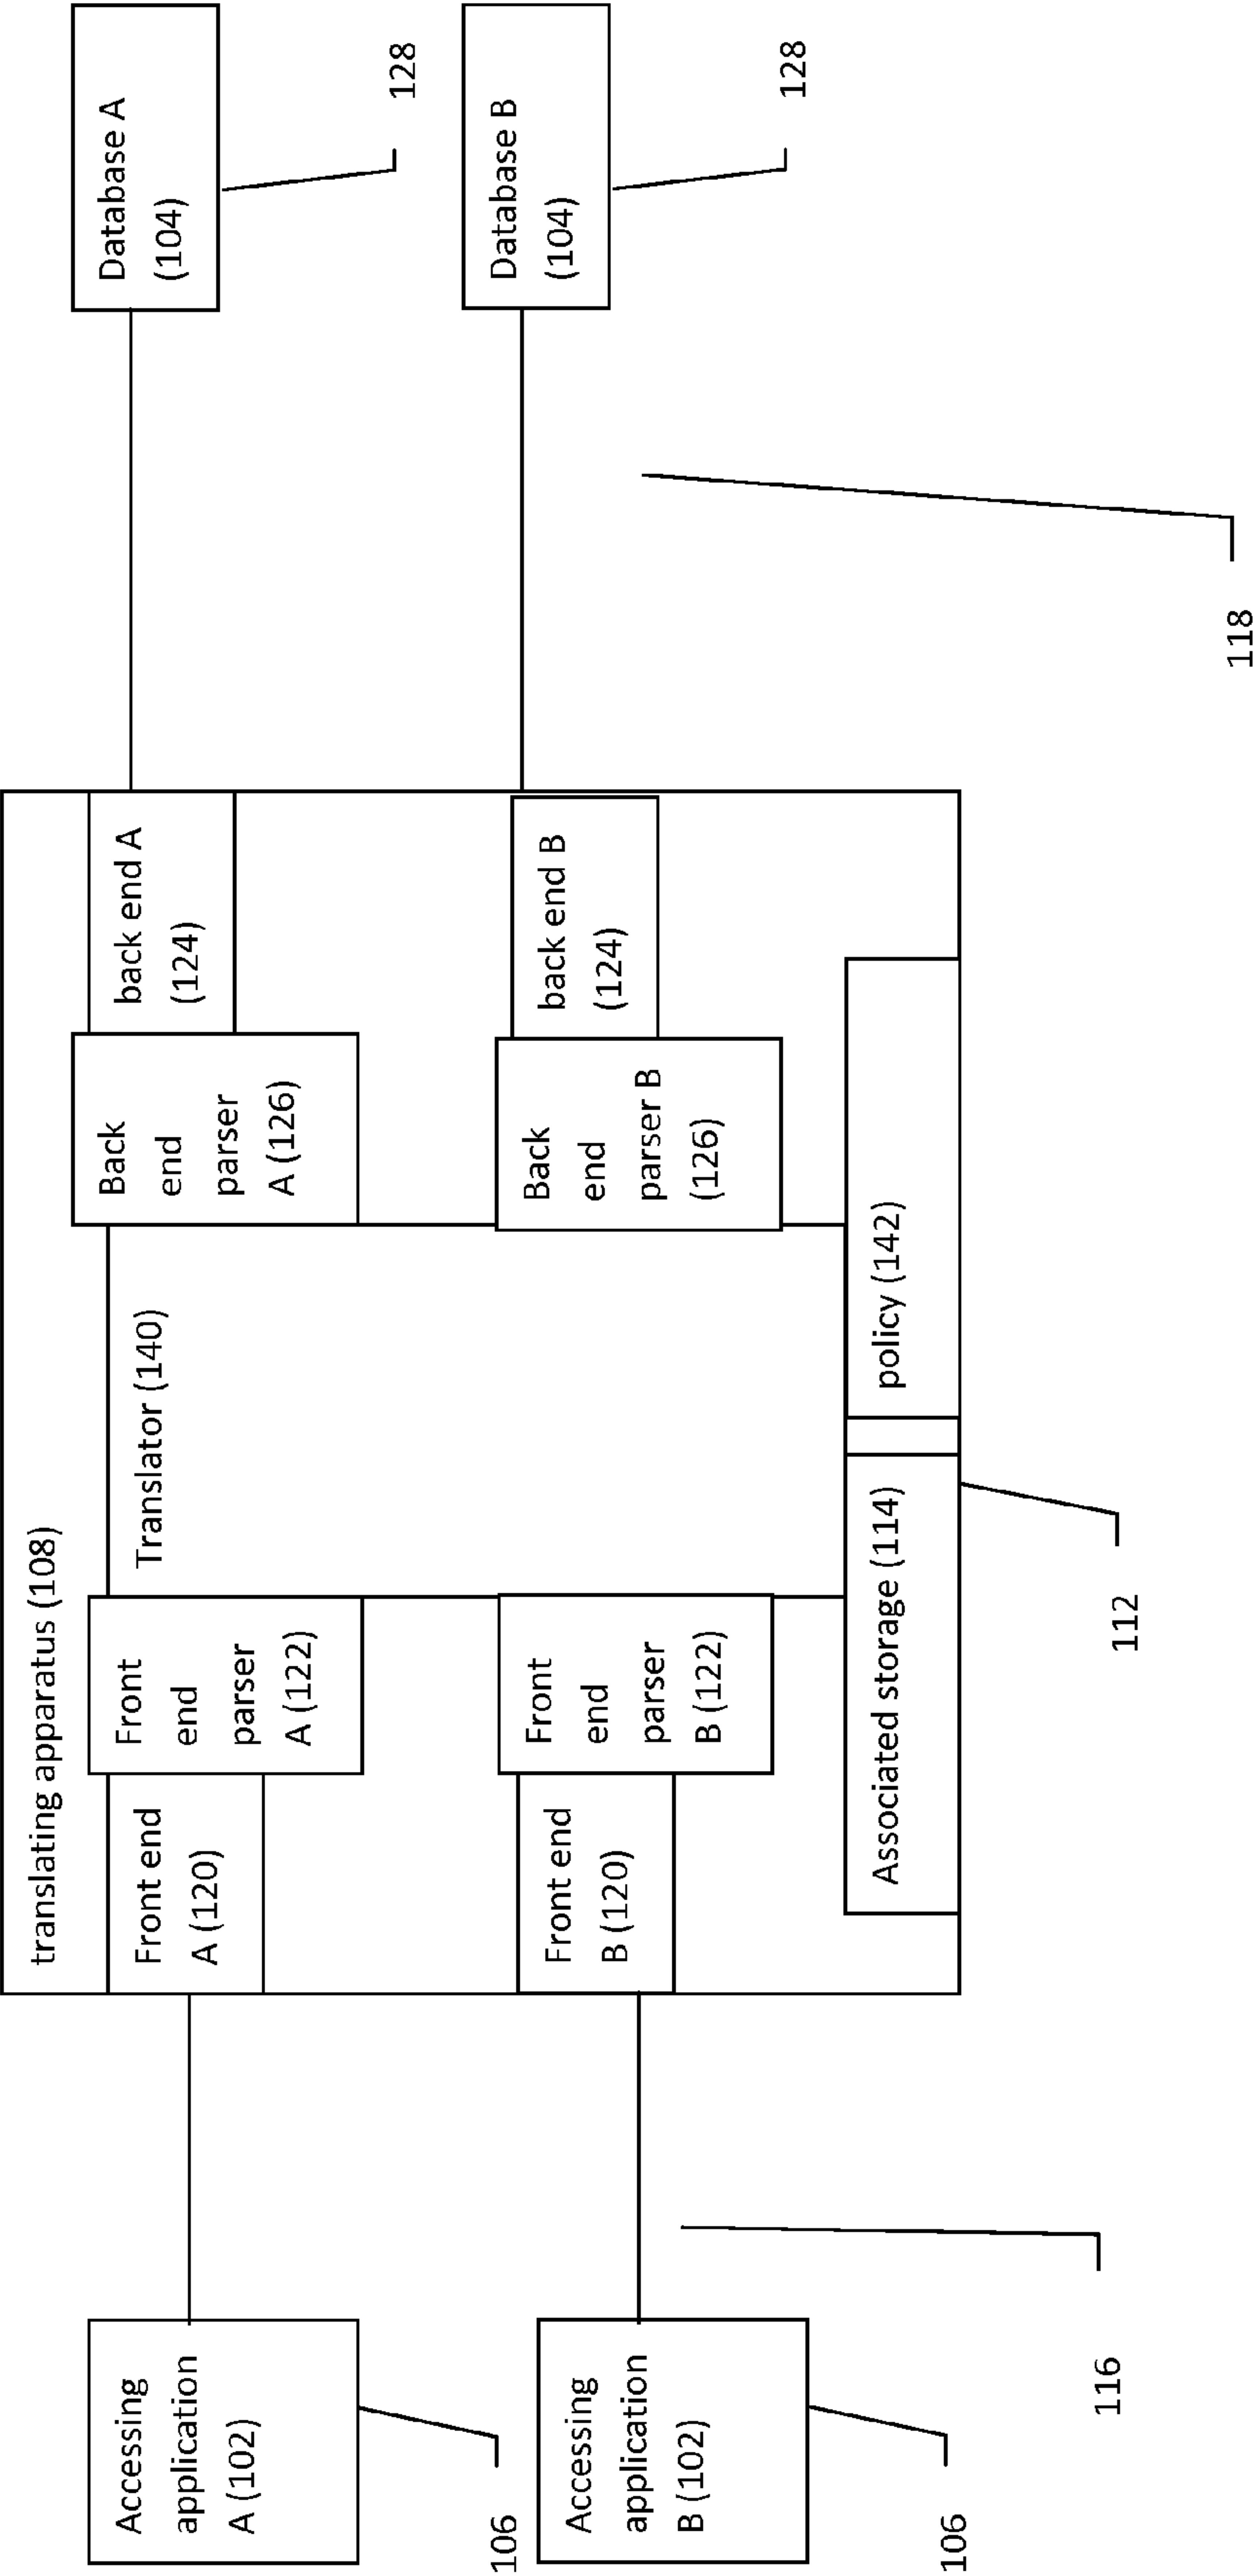 translating apparatus (108)
Accessing
application
A (102)
106
Front end
A (120)
Front
end
parser
A (122)
Translator (140)
Back
end
parser
A (126)
back end A
(124)
Database A
(104)
128
Accessing
application
B (102)
106
Front end
B (120)
Front
end
parser
B (122)
Back
end
parser B
(126)
back end B
(124)
Database B
(104)
128
Associated storage (114)
policy (142)
116
112
118